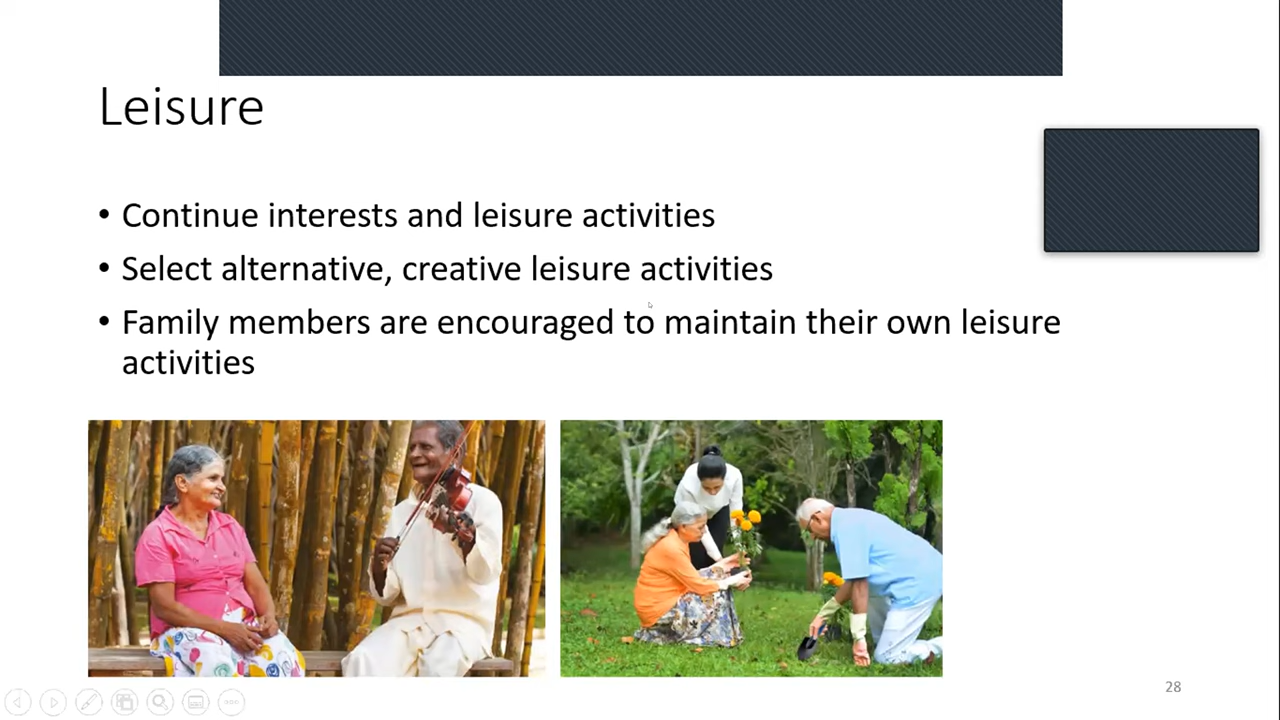 Leisure
• Continue interests and leisure activities
• Select alternative, creative leisure activities
• Family members are encouraged to maintain their own leisure
activities
28